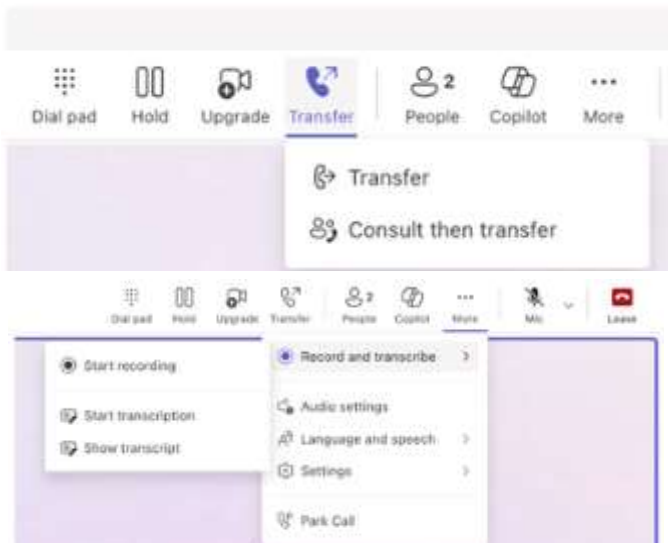 Dial pad Hold Upgrade Transfer People 2 Copilot More
Transfer
Consult then transfer
Dial pad Hold Upgrade Transfer People 2 Copilot More Mic Leave
Start recording
Start transcription
Show transcript
Record and transcribe
Audio settings
Language and speech
Settings
Park Call